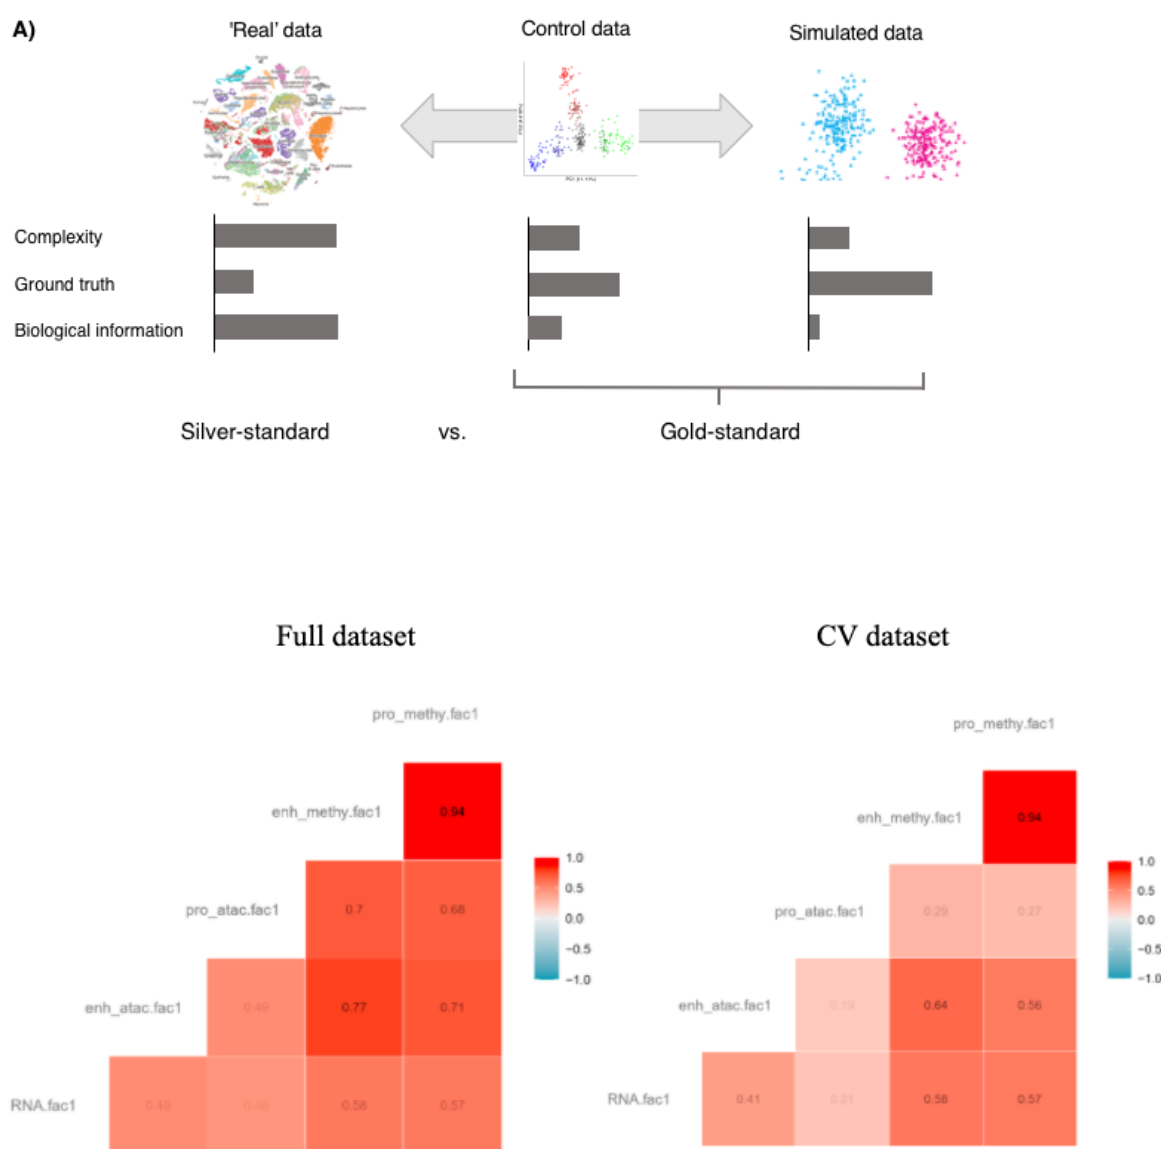 A)
'Real' data
Control data
Simulated data
Complexity
Ground truth
Biological information
Silver-standard vs. Gold-standard
Full dataset
pro_methy.fac1
enh_methy.fac1
0.94
pro_atac.fac1
0.7
0.68
enh_atac.fac1
0.49
0.77
0.71
RNA.fac1
0.49
0.46
0.58
0.57
1.0
0.5
0.0
−0.5
−1.0
CV dataset
pro_methy.fac1
enh_methy.fac1
0.94
pro_atac.fac1
0.29
0.27
enh_atac.fac1
0.19
0.64
0.56
RNA.fac1
0.41
0.21
0.58
0.57
1.0
0.5
0.0
−0.5
−1.0